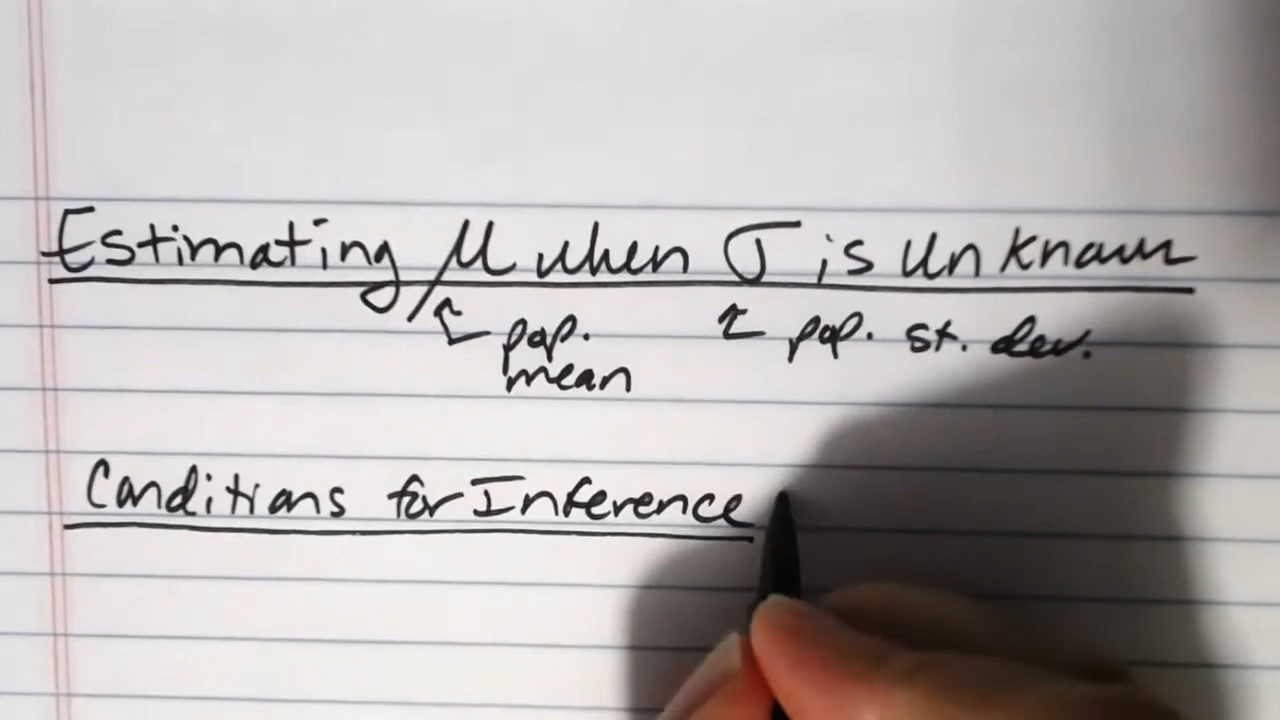 Estimating μ when σ is Unknown
pop. mean
pop. st. dev.
Conditions for Inference